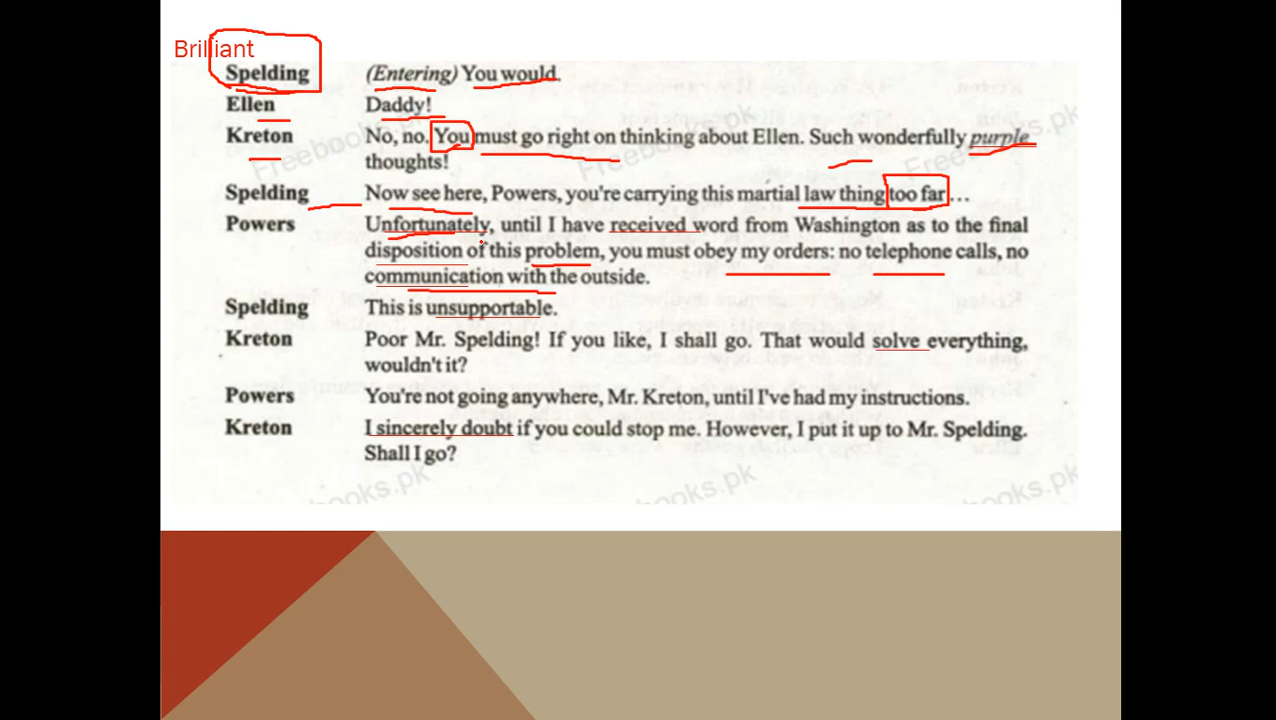 Brilliant
Spelding (Entering) You would.
Ellen Daddy!
Kreton No, no. You must go right on thinking about Ellen. Such wonderfully purple
thoughts!
Spelding Now see here, Powers, you're carrying this martial law thing too far ...
Powers Unfortunately, until I have received word from Washington as to the final
disposition of this problem, you must obey my orders: no telephone calls, no
communication with the outside.
Spelding This is unsupportable.
Kreton Poor Mr. Spelding! If you like, I shall go. That would solve everything,
wouldn't it?
Powers You're not going anywhere, Mr. Kreton, until I've had my instructions.
Kreton I sincerely doubt if you could stop me. However, I put it up to Mr. Spelding.
Shall I go?